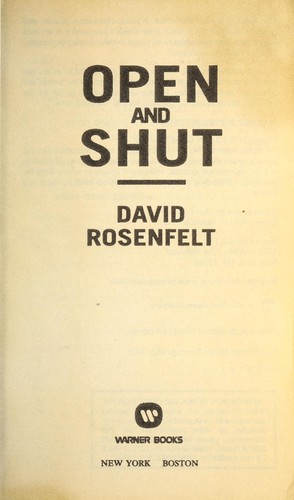 OPEN
AND
SHUT
DAVID
ROSENFELT
WARNER BOOKS
NEW YORK BOSTON